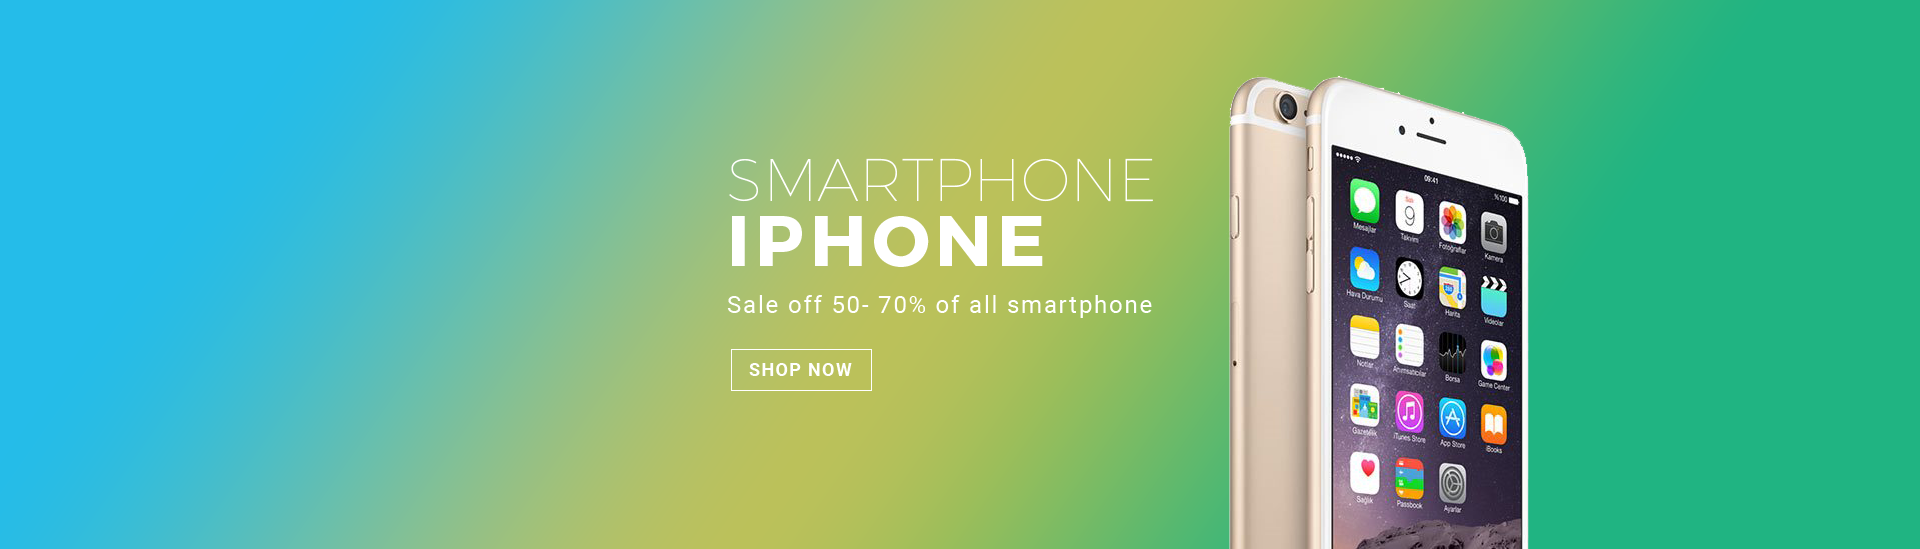 SMARTPHONE
IPHONE
Sale off 50- 70% of all smartphone
SHOP NOW
09:41
%100
9
Mesajlar
Takvim
Fotoğraflar
Kamera
Hava Durumu
Saat
Harita
Videolar
Notlar
Anımsatıcılar
Borsa
Game Center
Gazetelik
iTunes Store
App Store
iBooks
Sağlık
Passbook
Ayarlar